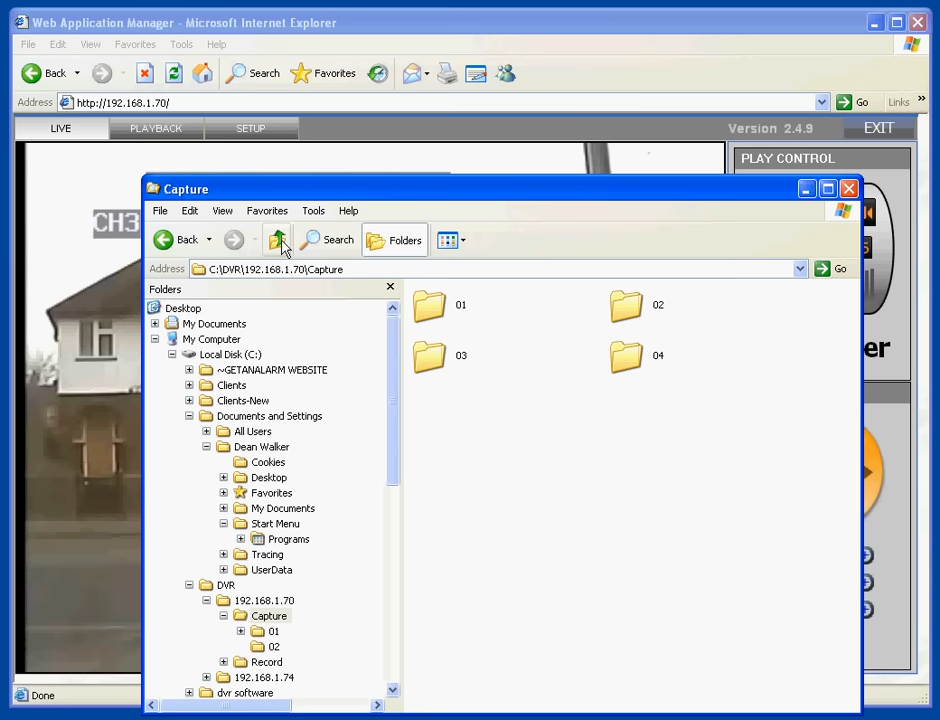 Web Application Manager - Microsoft Internet Explorer
File Edit View Favorites Tools Help
Back Search Favorites
Address http://192.168.1.70/ Go Links »
LIVE PLAYBACK SETUP Version 2.4.9 EXIT
PLAY CONTROL
CH3
Capture
File Edit View Favorites Tools Help
Back Search Folders
Address C:\DVR\192.168.1.70\Capture Go
Folders
Desktop
My Documents
My Computer
Local Disk (C:)
~GETANALARM WEBSITE
Clients
Clients-New
Documents and Settings
All Users
Dean Walker
Cookies
Desktop
Favorites
My Documents
Start Menu
Programs
Tracing
UserData
DVR
192.168.1.70
Capture
01
02
Record
192.168.1.74
dvr software
01 02
03 04
er
Done